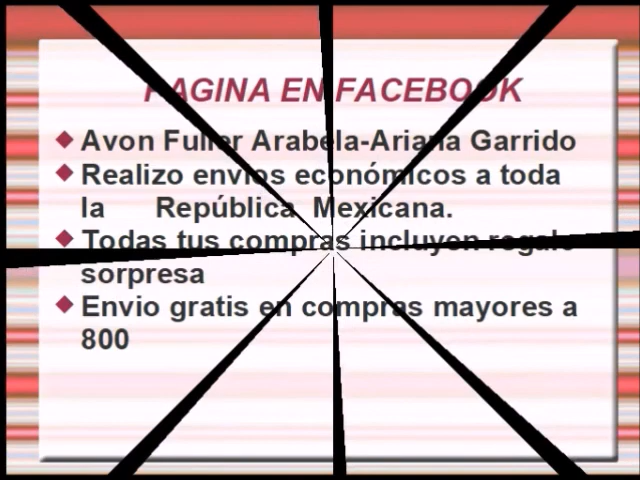 PAGINA EN FACEBOOK
Avon Fuller Arabela-Ariana Garrido
Realizo envios económicos a toda
la República Mexicana.
Todas tus compras incluyen regalo
sorpresa
Envio gratis en compras mayores a
800